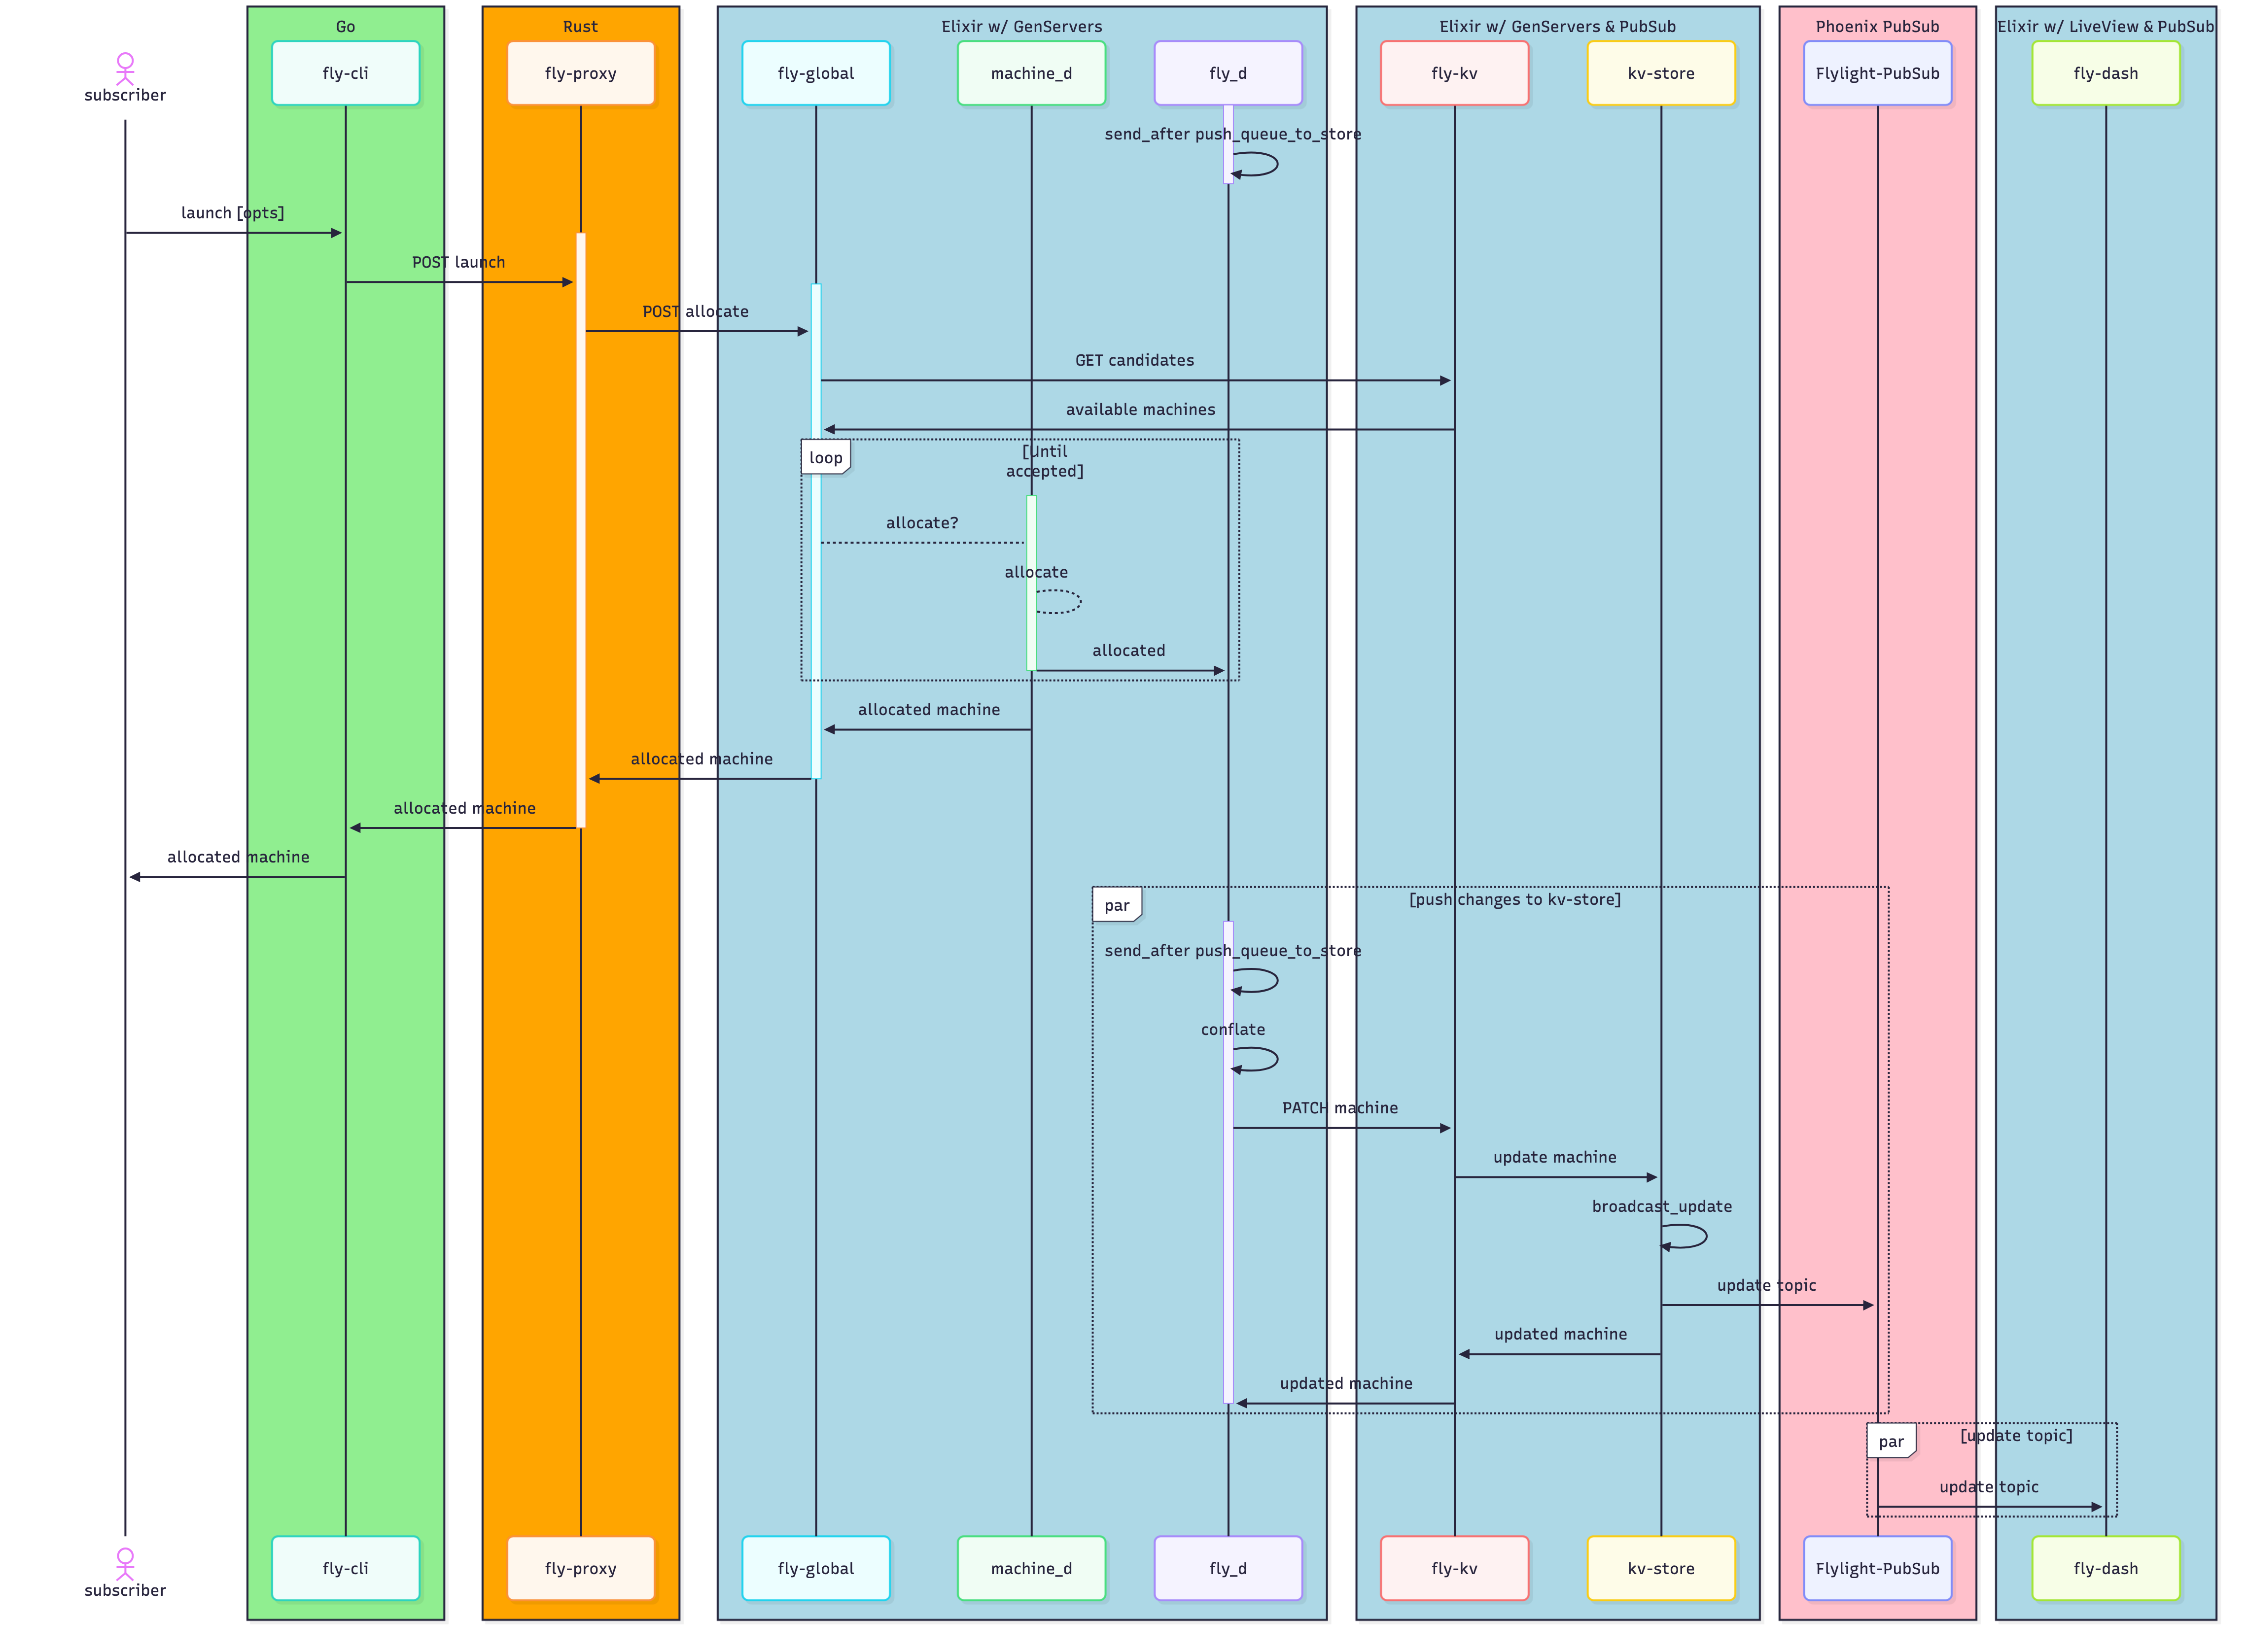 Go
Rust
Elixir w/ GenServers
Elixir w/ GenServers & PubSub
Phoenix PubSub
Elixir w/ LiveView & PubSub
subscriber
fly-cli
fly-proxy
fly-global
machine_d
fly_d
fly-kv
kv-store
Flylight-PubSub
fly-dash
send_after push_queue_to_store
launch [opts]
POST launch
POST allocate
GET candidates
available machines
loop
[until
accepted]
allocate?
allocate
allocated
allocated machine
allocated machine
allocated machine
allocated machine
par
[push changes to kv-store]
send_after push_queue_to_store
conflate
PATCH machine
update machine
broadcast_update
update topic
updated machine
updated machine
par
[update topic]
update topic
subscriber
fly-cli
fly-proxy
fly-global
machine_d
fly_d
fly-kv
kv-store
Flylight-PubSub
fly-dash